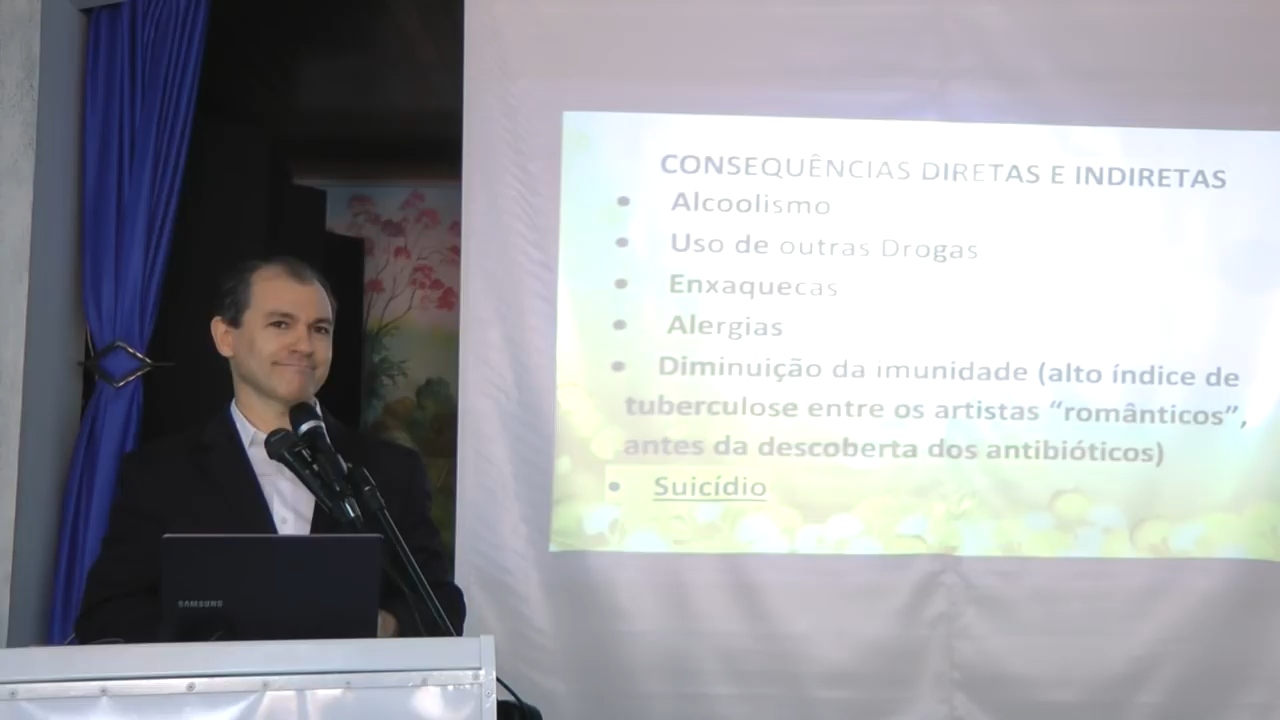 CONSEQUÊNCIAS DIRETAS E INDIRETAS
• Alcoolismo
• Uso de outras Drogas
• Enxaquecas
• Alergias
• Diminuição da imunidade (alto índice de
tuberculose entre os artistas “românticos”,
antes da descoberta dos antibióticos)
• Suicídio
SAMSUNG